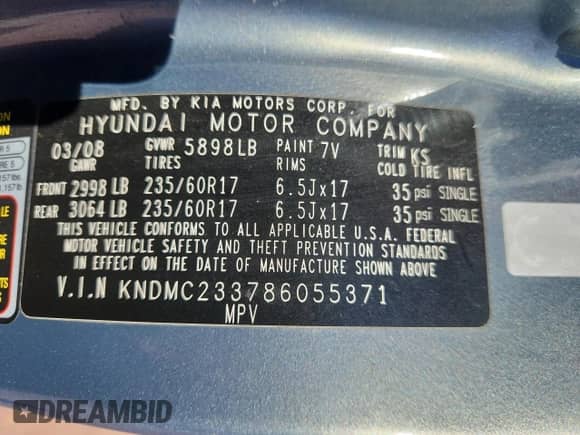 MFD. BY KIA MOTORS CORP. FOR
HYUNDAI MOTOR COMPANY
03/08 GVWR 5898LB PAINT 7V TRIM KS
GAWR TIRES RIMS COLD TIRE INFL
FRONT 2998 LB 235/60R17 6.5Jx17 35 psi SINGLE
REAR 3064 LB 235/60R17 6.5Jx17 35 psi SINGLE
THIS VEHICLE CONFORMS TO ALL APPLICABLE U.S.A. FEDERAL
MOTOR VEHICLE SAFETY AND THEFT PREVENTION STANDARDS
IN EFFECT ON THE DATE OF MANUFACTURE SHOWN ABOVE
V.I.N KNDMC233786055371
MPV
DREAMBID